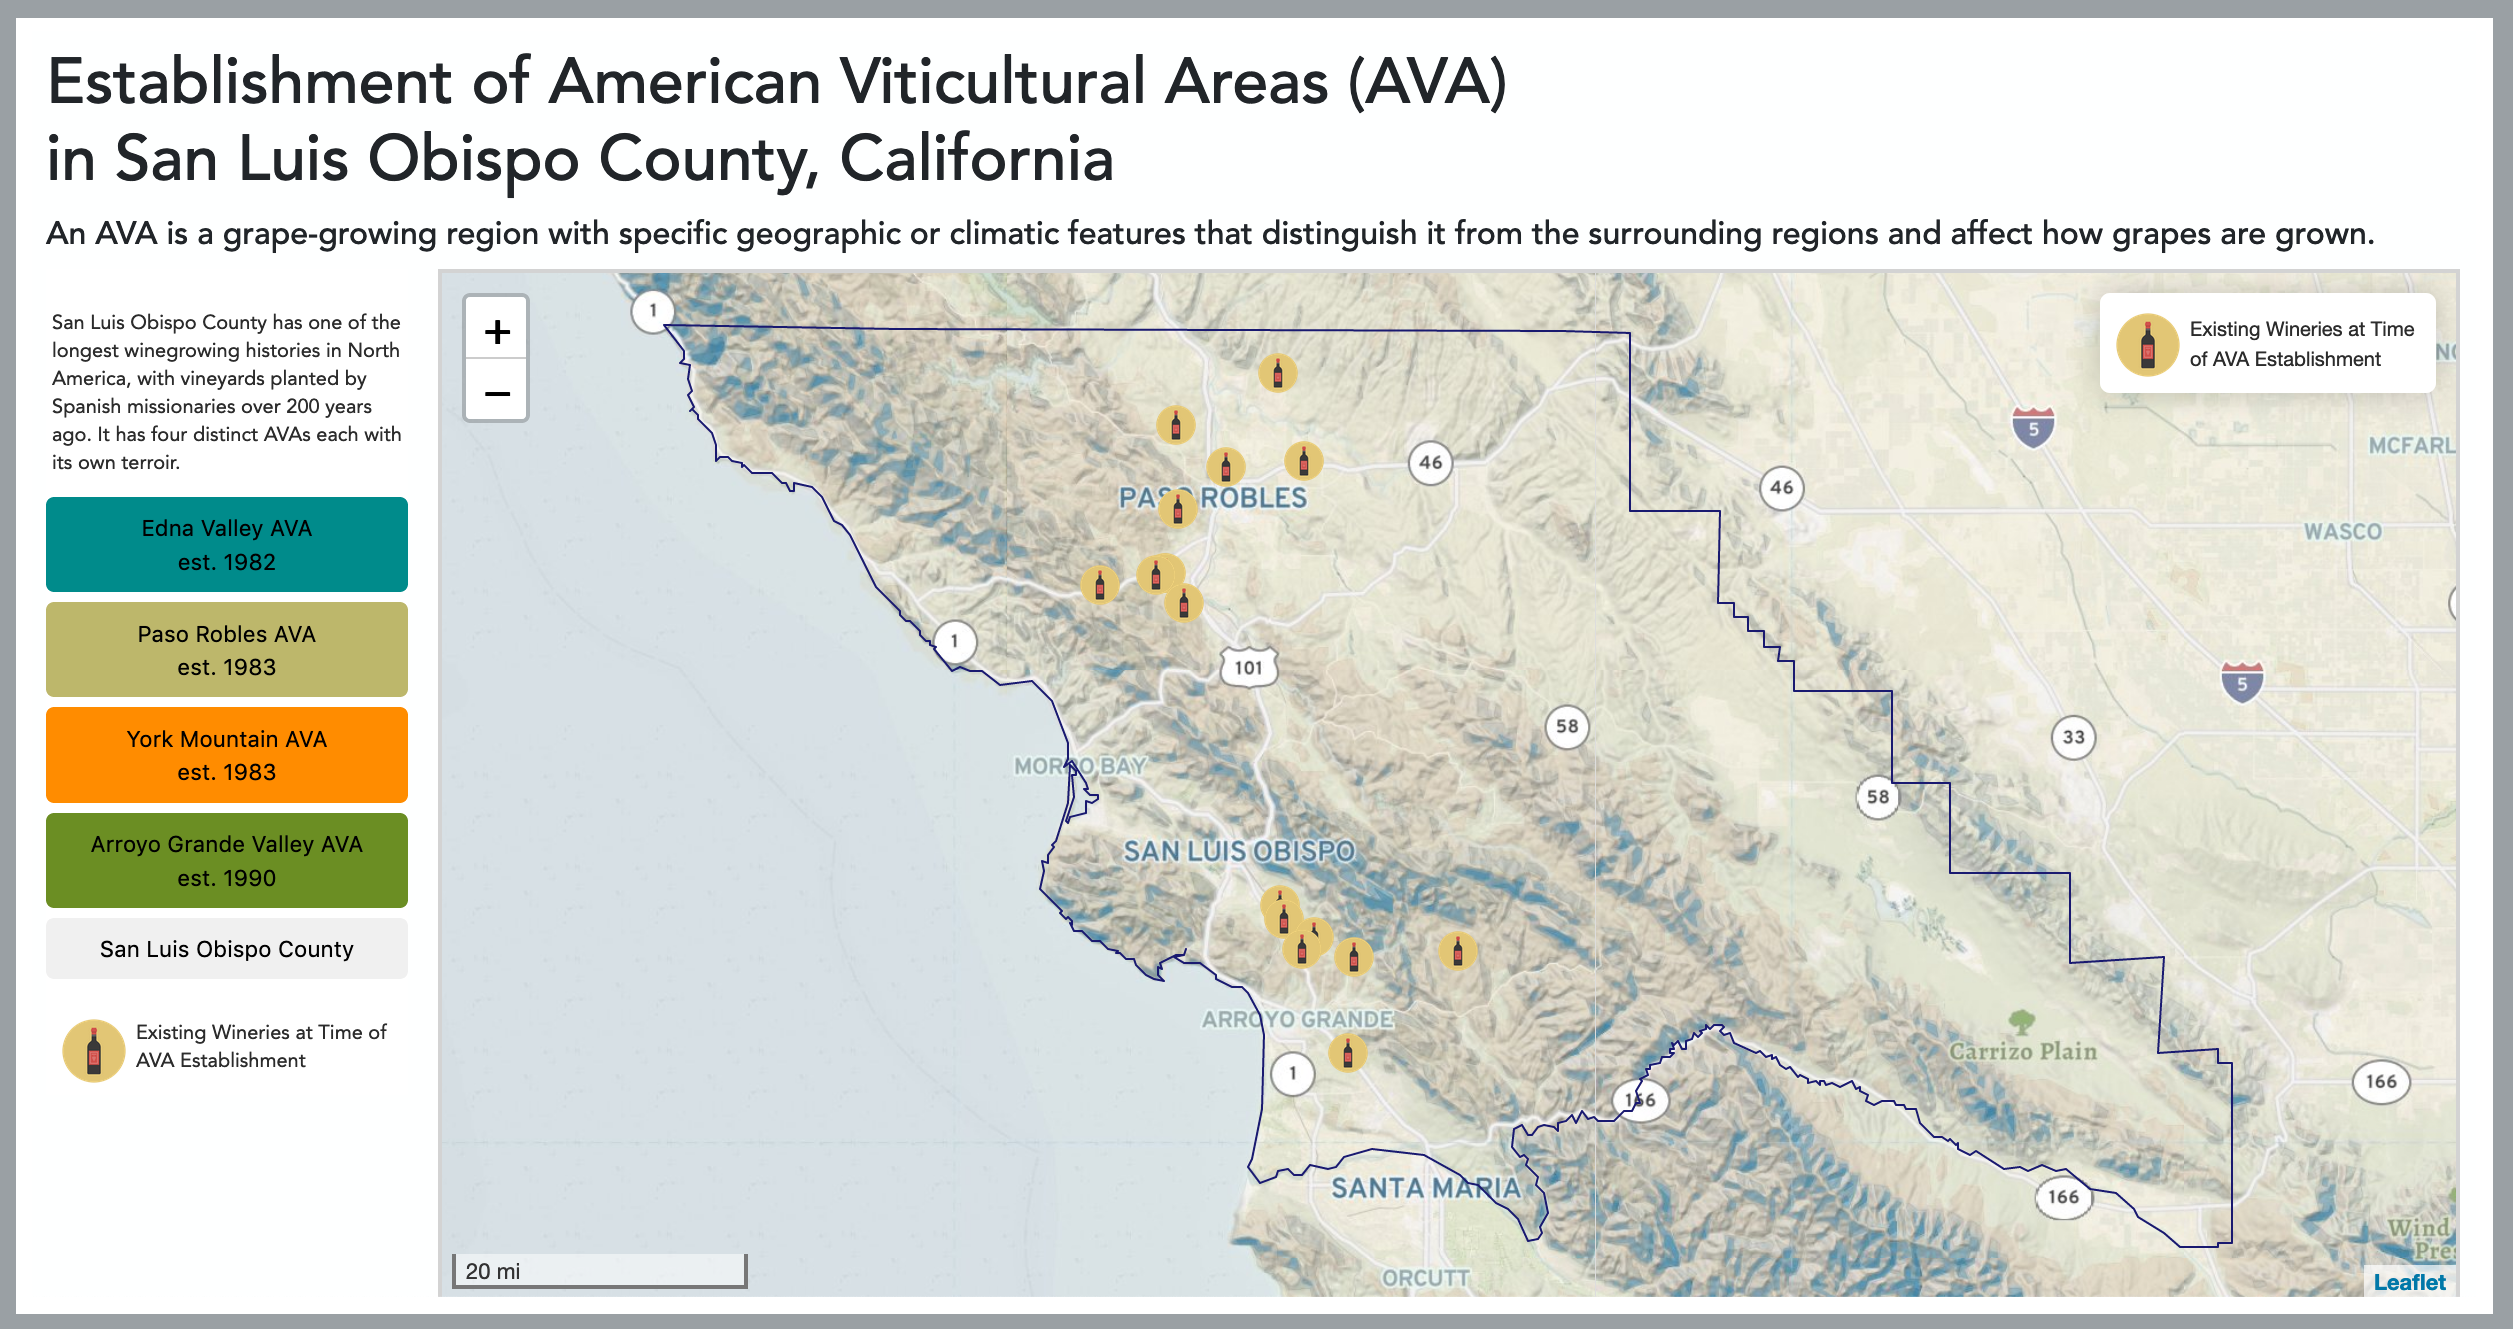 Establishment of American Viticultural Areas (AVA)
in San Luis Obispo County, California
An AVA is a grape-growing region with specific geographic or climatic features that distinguish it from the surrounding regions and affect how grapes are grown.
San Luis Obispo County has one of the
longest winegrowing histories in North
America, with vineyards planted by
Spanish missionaries over 200 years
ago. It has four distinct AVAs each with
its own terroir.
Edna Valley AVA
est. 1982
Paso Robles AVA
est. 1983
York Mountain AVA
est. 1983
Arroyo Grande Valley AVA
est. 1990
San Luis Obispo County
Existing Wineries at Time of
AVA Establishment
+
−
1
Existing Wineries at Time
of AVA Establishment
5
MCFARL
46
46
PASO ROBLES
WASCO
1
101
5
58
33
MORRO BAY
58
SAN LUIS OBISPO
ARROYO GRANDE
Carrizo Plain
1
166
166
SANTA MARIA
166
Wind
Pres
20 mi
ORCUTT
Leaflet